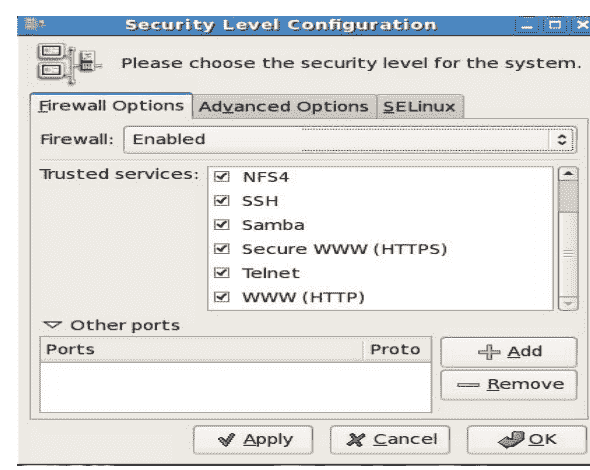 Security Level Configuration
Please choose the security level for the system.
Firewall Options Advanced Options SELinux
Firewall: Enabled
Trusted services: NFS4
SSH
Samba
Secure WWW (HTTPS)
Telnet
WWW (HTTP)
Other ports
Ports Proto Add
Remove
Apply Cancel OK